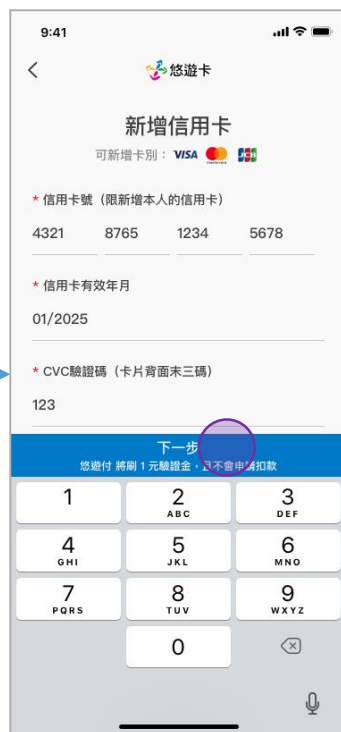 9:41
悠遊卡
新增信用卡
可新增卡別： VISA mastercard JCB
* 信用卡號（限新增本人的信用卡）
4321 8765 1234 5678
* 信用卡有效年月
01/2025
* CVC驗證碼（卡片背面末三碼）
123
下一步
悠遊付 將刷 1 元驗證金，且不會申請扣款
1 2 3
ABC DEF
4 5 6
GHI JKL MNO
7 8 9
PQRS TUV WXYZ
0